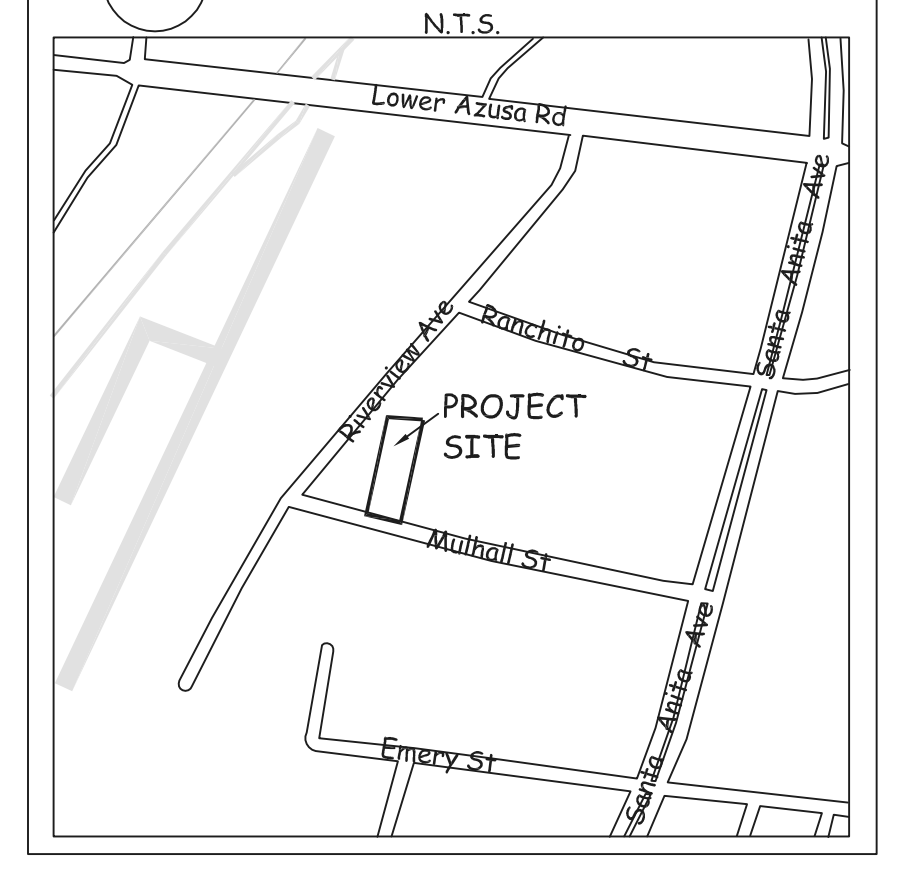 N.T.S.
Lower Azusa Rd
Santa Anita Ave
Ranchito St
Riverview Ave
PROJECT
SITE
Mulhall St
Santa Anita Ave
Emery St